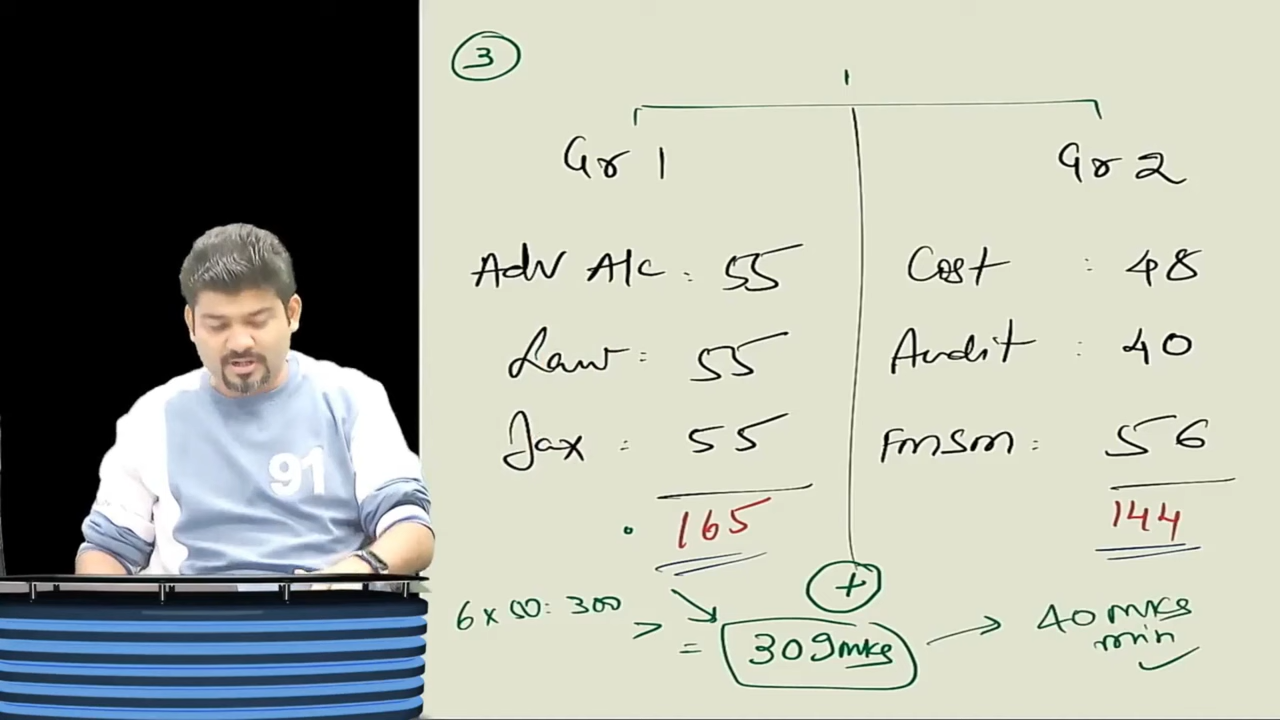 3
Gr 1
Gr 2
Adv A/c : 55
Cost : 48
Law : 55
Audit : 40
Tax : 55
FMSM : 56
165
144
+
6 x 50 : 300
>
= 309 mks
40 mks
min
91